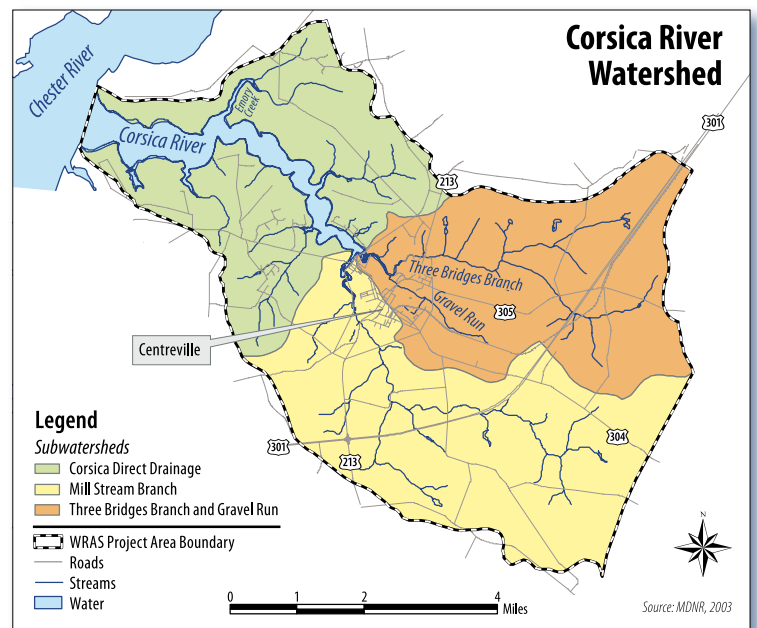 Corsica River
Watershed
Chester River
Emory
Creek
Corsica River
301
213
Three Bridges Branch
Gravel Run
305
Centreville
304
301
213
Legend
Subwatersheds
Corsica Direct Drainage
Mill Stream Branch
Three Bridges Branch and Gravel Run
WRAS Project Area Boundary
Roads
Streams
Water
N
0 1 2 4
Miles
Source: MDNR, 2003